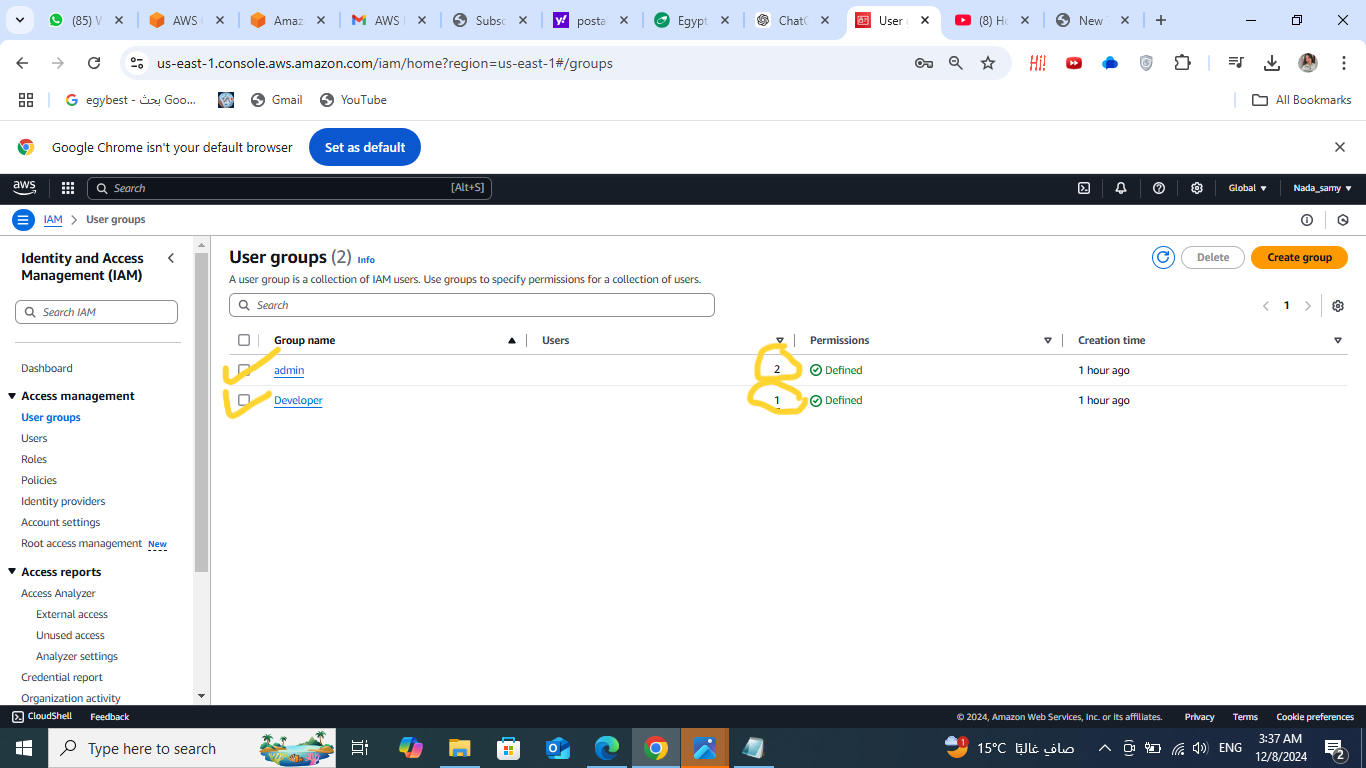 (85) W
AWS
Amaz
AWS
Subsc
posta
Egypt
Chat
User
(8) Ho
New
us-east-1.console.aws.amazon.com/iam/home?region=us-east-1#/groups
Hi!
egybest - بحث Goo...
Gmail
YouTube
All Bookmarks
Google Chrome isn't your default browser
Set as default
aws
Search
[Alt+S]
Global
Nada_samy
IAM
User groups
Identity and Access
Management (IAM)
Search IAM
Dashboard
Access management
User groups
Users
Roles
Policies
Identity providers
Account settings
Root access management New
Access reports
Access Analyzer
External access
Unused access
Analyzer settings
Credential report
Organization activity
User groups (2) Info
Delete
Create group
A user group is a collection of IAM users. Use groups to specify permissions for a collection of users.
Search
1
Group name Users Permissions Creation time
admin 2 Defined 1 hour ago
Developer 1 Defined 1 hour ago
CloudShell Feedback © 2024, Amazon Web Services, Inc. or its affiliates. Privacy Terms Cookie preferences
Type here to search
1
15°C صافٍ غالبًا
ENG
3:37 AM
12/8/2024
2